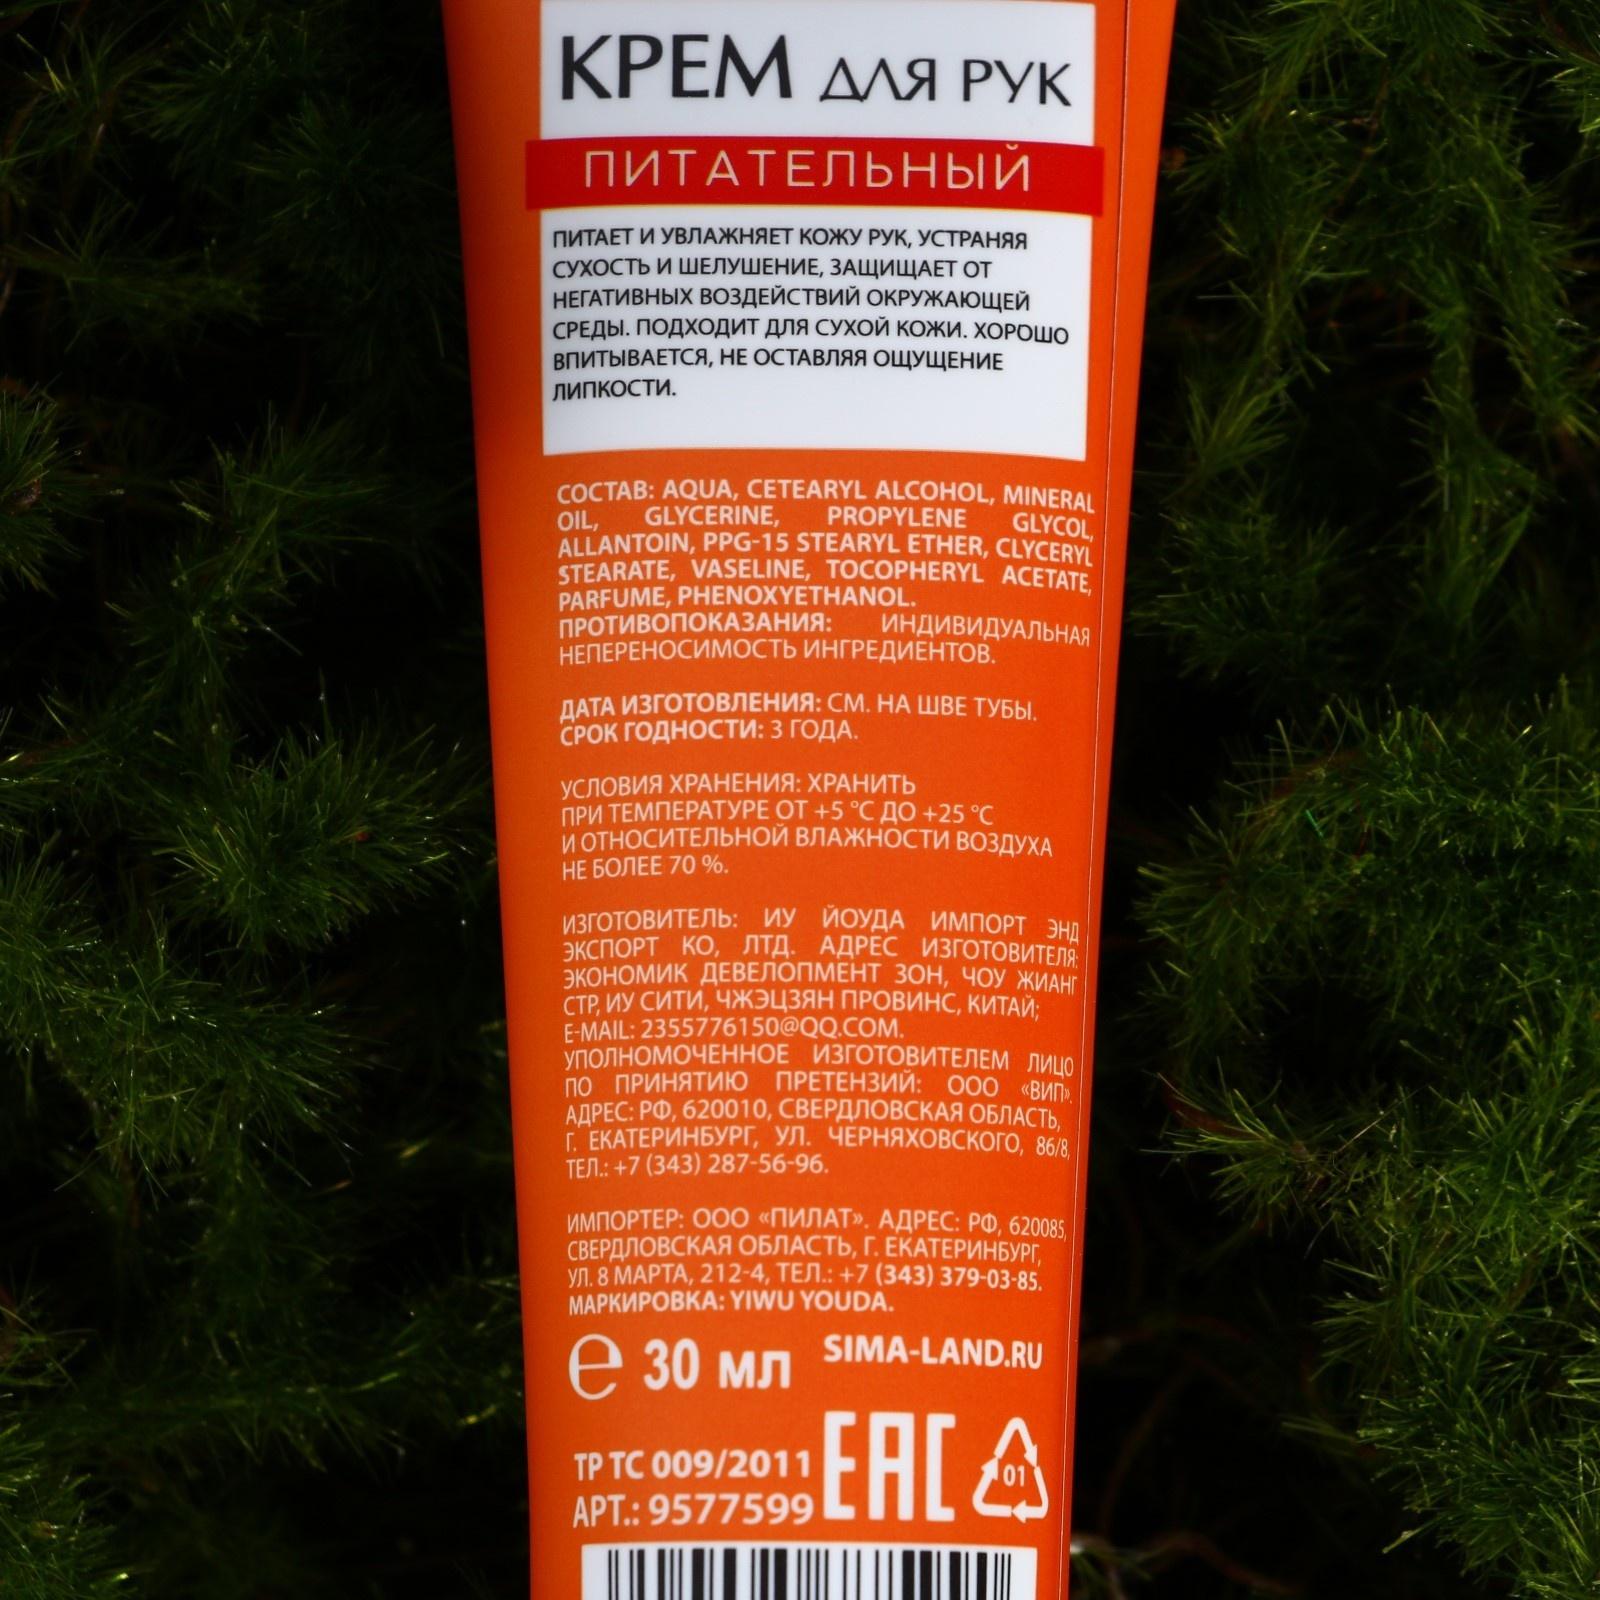 КРЕМ ДЛЯ РУК
ПИТАТЕЛЬНЫЙ
ПИТАЕТ И УВЛАЖНЯЕТ КОЖУ РУК, УСТРАНЯЯ
СУХОСТЬ И ШЕЛУШЕНИЕ, ЗАЩИЩАЕТ ОТ
НЕГАТИВНЫХ ВОЗДЕЙСТВИЙ ОКРУЖАЮЩЕЙ
СРЕДЫ. ПОДХОДИТ ДЛЯ СУХОЙ КОЖИ. ХОРОШО
ВПИТЫВАЕТСЯ, НЕ ОСТАВЛЯЯ ОЩУЩЕНИЕ
ЛИПКОСТИ.
СОСТАВ: AQUA, CETEARYL ALCOHOL, MINERAL
OIL, GLYCERINE, PROPYLENE GLYCOL,
ALLANTOIN, PPG-15 STEARYL ETHER, CLYCERYL
STEARATE, VASELINE, TOCOPHERYL ACETATE,
PARFUME, PHENOXYETHANOL.
ПРОТИВОПОКАЗАНИЯ: ИНДИВИДУАЛЬНАЯ
НЕПЕРЕНОСИМОСТЬ ИНГРЕДИЕНТОВ.
ДАТА ИЗГОТОВЛЕНИЯ: СМ. НА ШВЕ ТУБЫ.
СРОК ГОДНОСТИ: 3 ГОДА.
УСЛОВИЯ ХРАНЕНИЯ: ХРАНИТЬ
ПРИ ТЕМПЕРАТУРЕ ОТ +5 °C ДО +25 °C
И ОТНОСИТЕЛЬНОЙ ВЛАЖНОСТИ ВОЗДУХА
НЕ БОЛЕЕ 70 %.
ИЗГОТОВИТЕЛЬ: ИУ ЙОУДА ИМПОРТ ЭНД
ЭКСПОРТ КО, ЛТД. АДРЕС ИЗГОТОВИТЕЛЯ:
ЭКОНОМИК ДЕВЕЛОПМЕНТ ЗОН, ЧОУ ЖИАНГ
СТР, ИУ СИТИ, ЧЖЭЦЗЯН ПРОВИНС, КИТАЙ;
E-MAIL: 2355776150@QQ.COM.
УПОЛНОМОЧЕННОЕ ИЗГОТОВИТЕЛЕМ ЛИЦО
ПО ПРИНЯТИЮ ПРЕТЕНЗИЙ: ООО «ВИП».
АДРЕС: РФ, 620010, СВЕРДЛОВСКАЯ ОБЛАСТЬ,
Г. ЕКАТЕРИНБУРГ, УЛ. ЧЕРНЯХОВСКОГО, 86/8,
ТЕЛ.: +7 (343) 287-56-96.
ИМПОРТЕР: ООО «ПИЛАТ». АДРЕС: РФ, 620085,
СВЕРДЛОВСКАЯ ОБЛАСТЬ, Г. ЕКАТЕРИНБУРГ,
УЛ. 8 МАРТА, 212-4, ТЕЛ.: +7 (343) 379-03-85.
МАРКИРОВКА: YIWU YOUDA.
℮ 30 мл SIMA-LAND.RU
ТР ТС 009/2011 EAC 01
АРТ.: 9577599